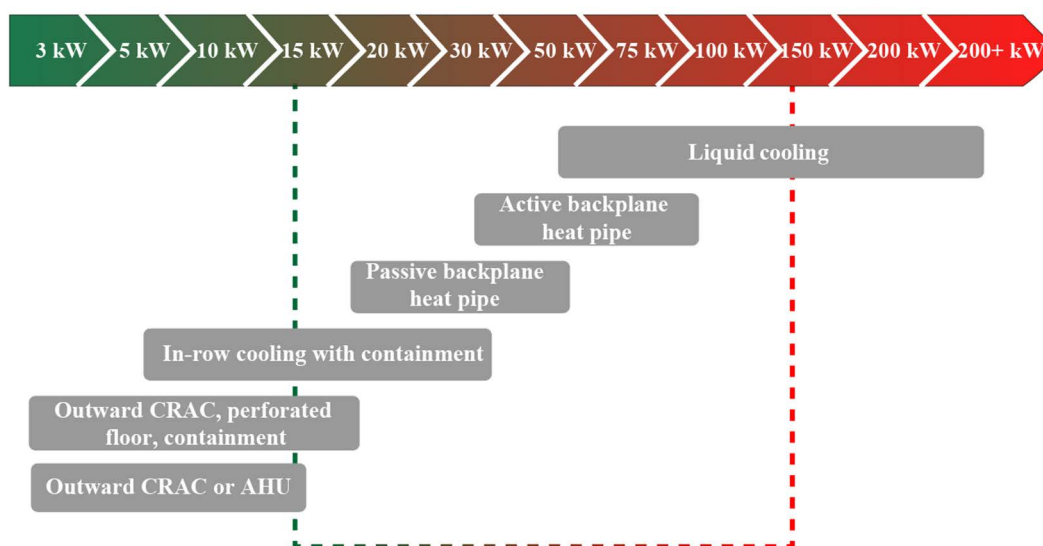 3 kW 5 kW 10 kW 15 kW 20 kW 30 kW 50 kW 75 kW 100 kW 150 kW 200 kW 200+ kW
Liquid cooling
Active backplane
heat pipe
Passive backplane
heat pipe
In-row cooling with containment
Outward CRAC, perforated
floor, containment
Outward CRAC or AHU